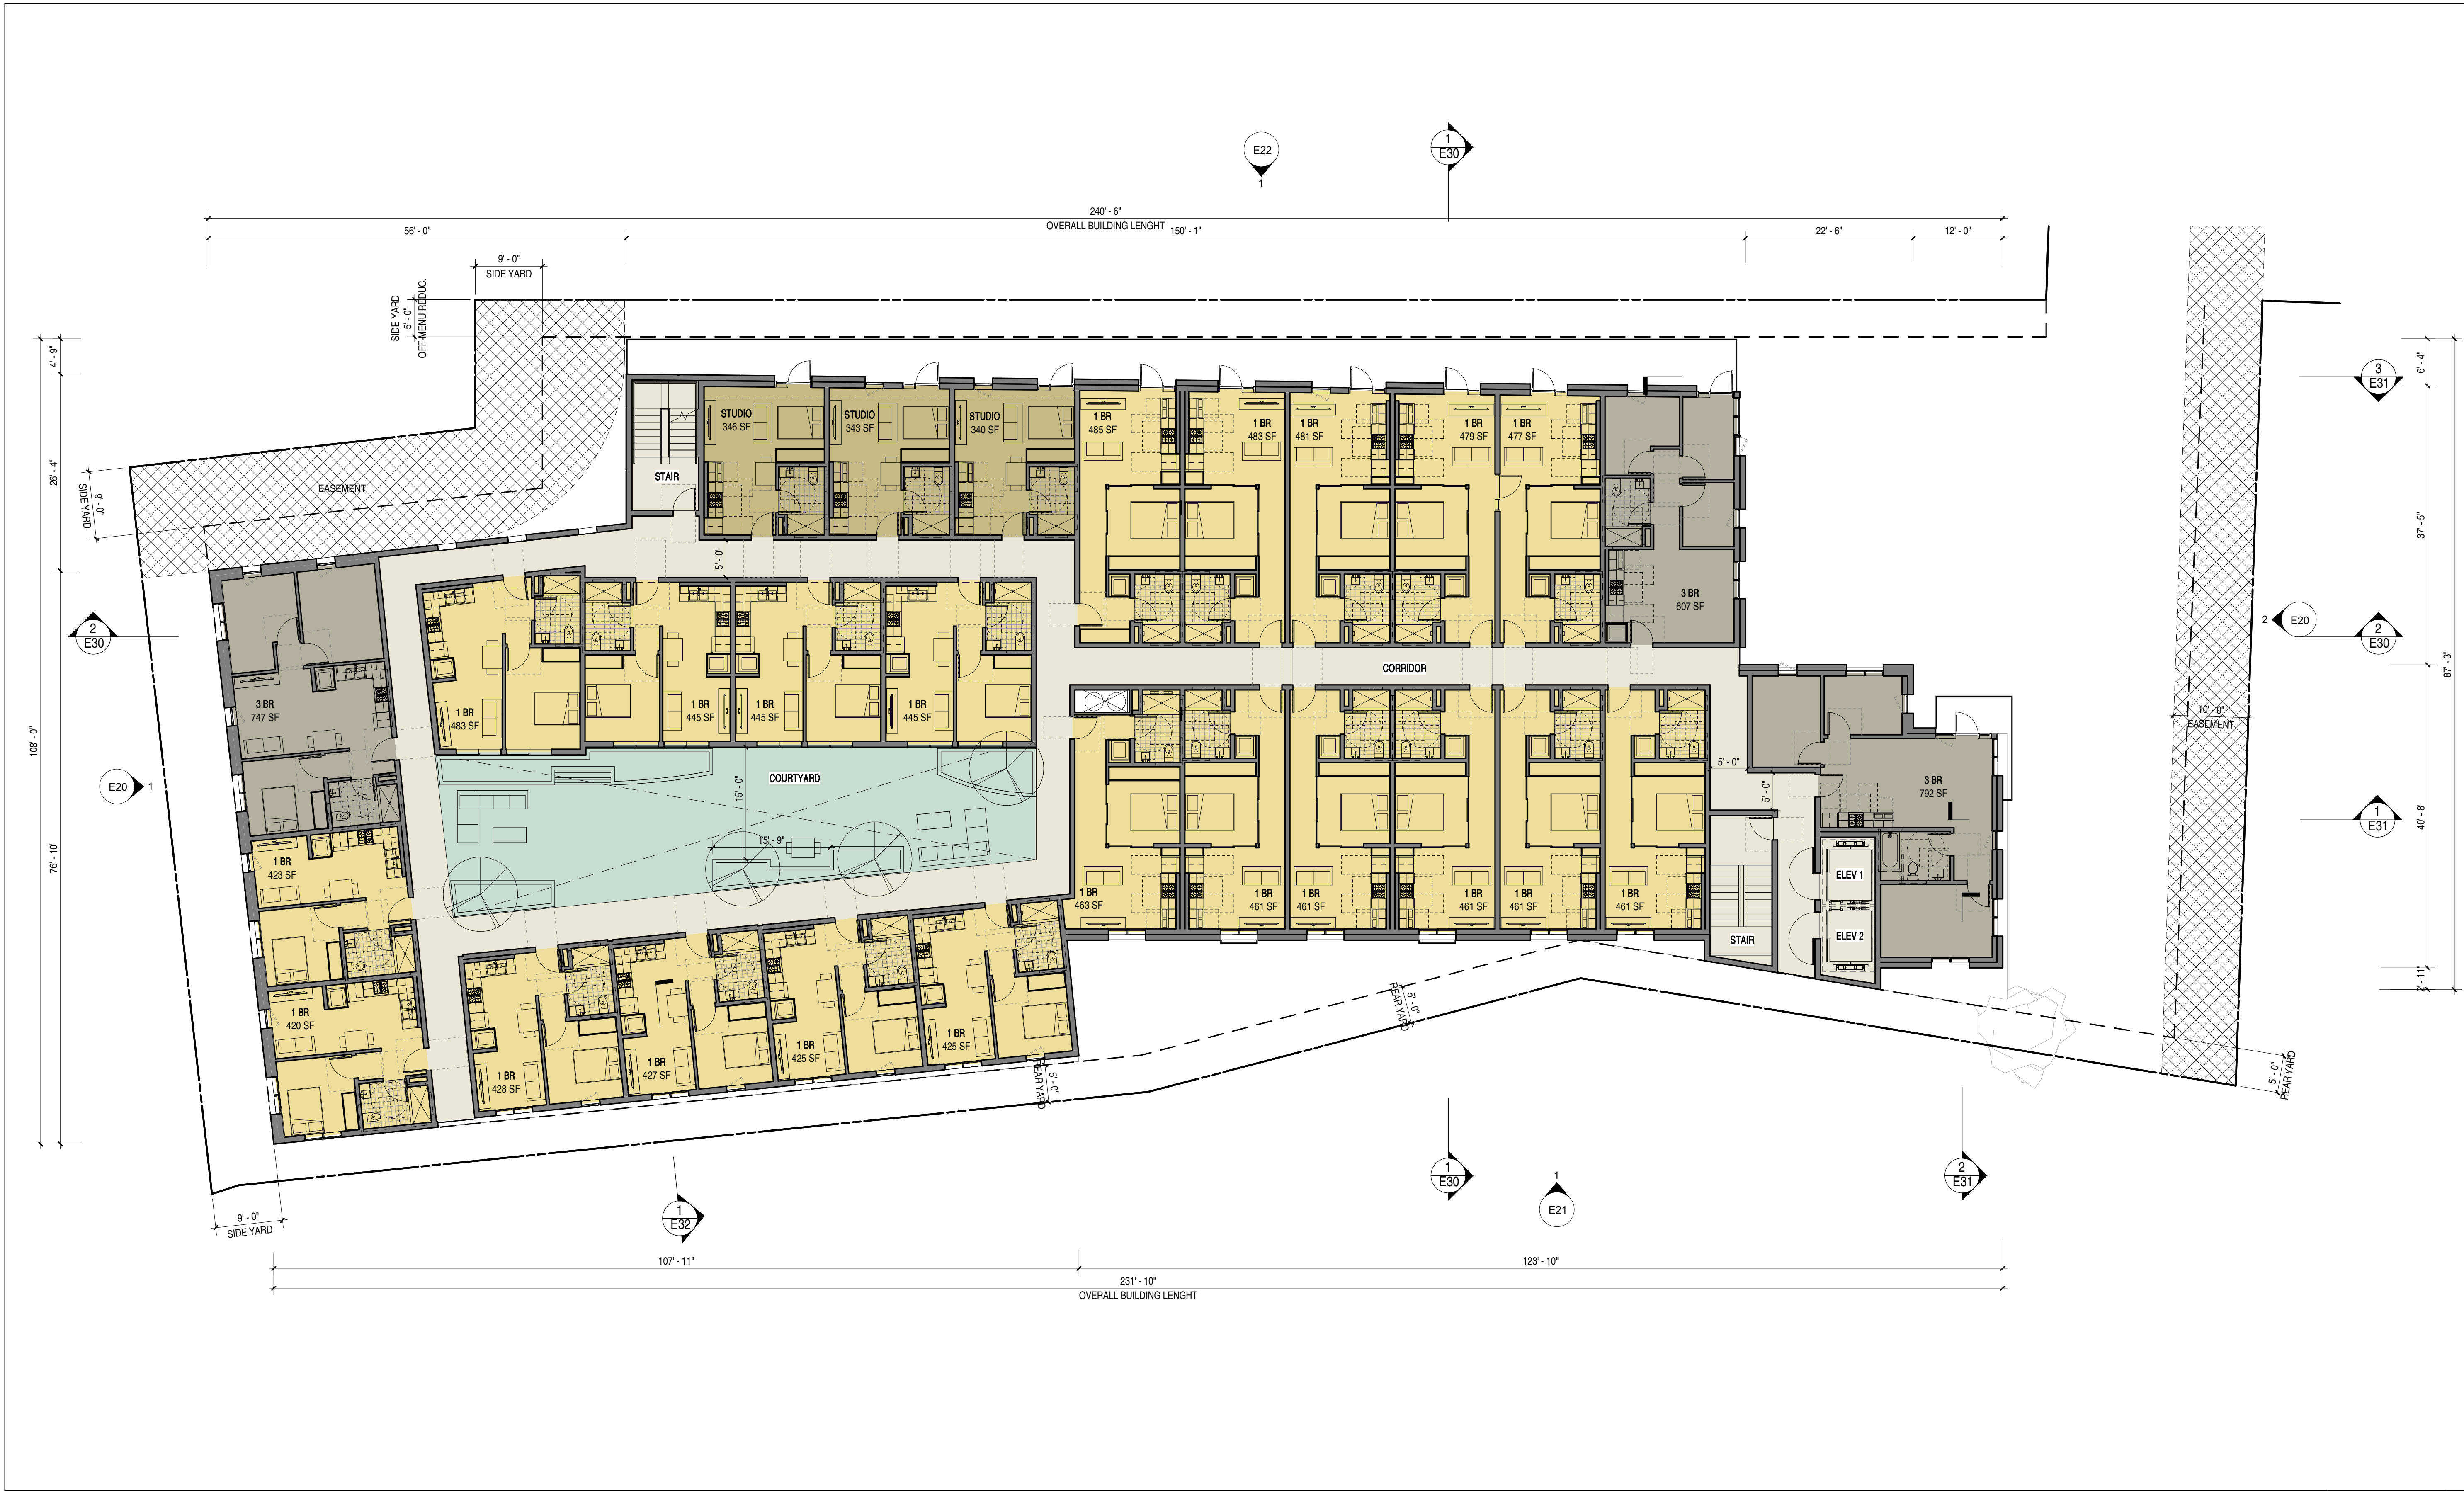 E22
1
1
E30
240' - 6"
OVERALL BUILDING LENGHT
56' - 0"
150' - 1"
22' - 6"
12' - 0"
9' - 0"
SIDE YARD
SIDE YARD
5' - 0"
OFF-MENU REDUC.
4' - 9"
26' - 4"
108' - 0"
76' - 10"
6' - 4"
37' - 5"
87' - 3"
40' - 8"
2' - 11"
3
E31
9' - 0"
SIDE YARD
EASEMENT
STAIR
STUDIO
346 SF
STUDIO
343 SF
STUDIO
340 SF
1 BR
485 SF
1 BR
483 SF
1 BR
481 SF
1 BR
479 SF
1 BR
477 SF
5' - 0"
3 BR
607 SF
2
E30
2
E20
2
E30
CORRIDOR
3 BR
747 SF
1 BR
483 SF
1 BR
445 SF
1 BR
445 SF
1 BR
445 SF
10' - 0"
EASEMENT
E20
1
COURTYARD
15' - 0"
15' - 9"
5' - 0"
5' - 0"
3 BR
792 SF
1
E31
1 BR
423 SF
ELEV 1
1 BR
463 SF
1 BR
461 SF
1 BR
461 SF
1 BR
461 SF
1 BR
461 SF
1 BR
461 SF
STAIR
ELEV 2
1 BR
420 SF
1 BR
428 SF
1 BR
427 SF
1 BR
425 SF
1 BR
425 SF
5' - 0"
REAR YARD
5' - 0"
REAR YARD
5' - 0"
REAR YARD
9' - 0"
SIDE YARD
1
E32
1
E30
1
E21
2
E31
107' - 11"
123' - 10"
231' - 10"
OVERALL BUILDING LENGHT